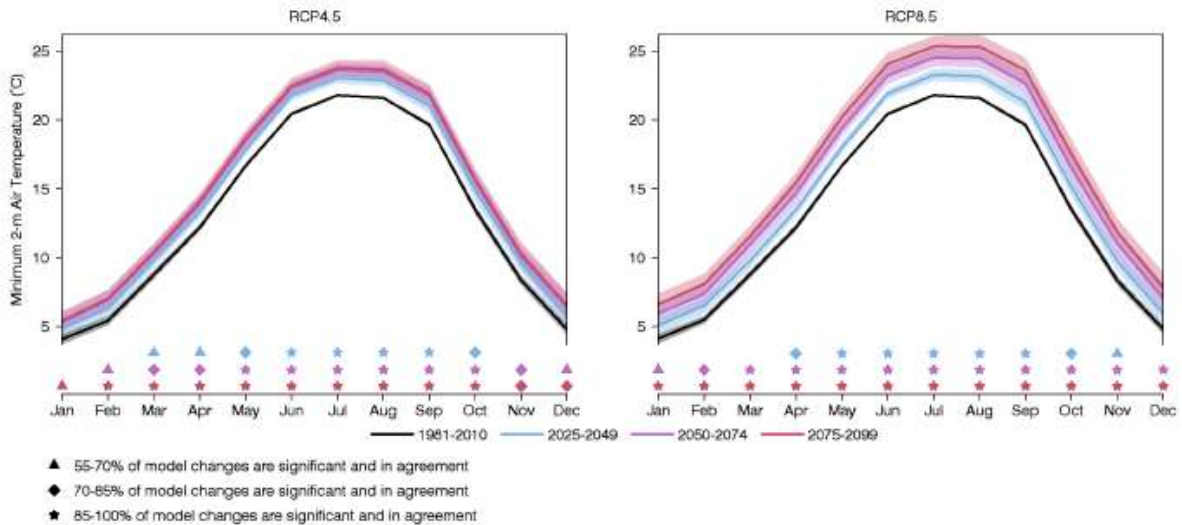 RCP4.5
RCP8.5
Minimum 2-m Air Temperature (°C)
25
20
15
10
5
25
20
15
10
5
Jan Feb Mar Apr May Jun Jul Aug Sep Oct Nov Dec
Jan Feb Mar Apr May Jun Jul Aug Sep Oct Nov Dec
1981-2010 2025-2049 2050-2074 2075-2099
55-70% of model changes are significant and in agreement
70-85% of model changes are significant and in agreement
85-100% of model changes are significant and in agreement